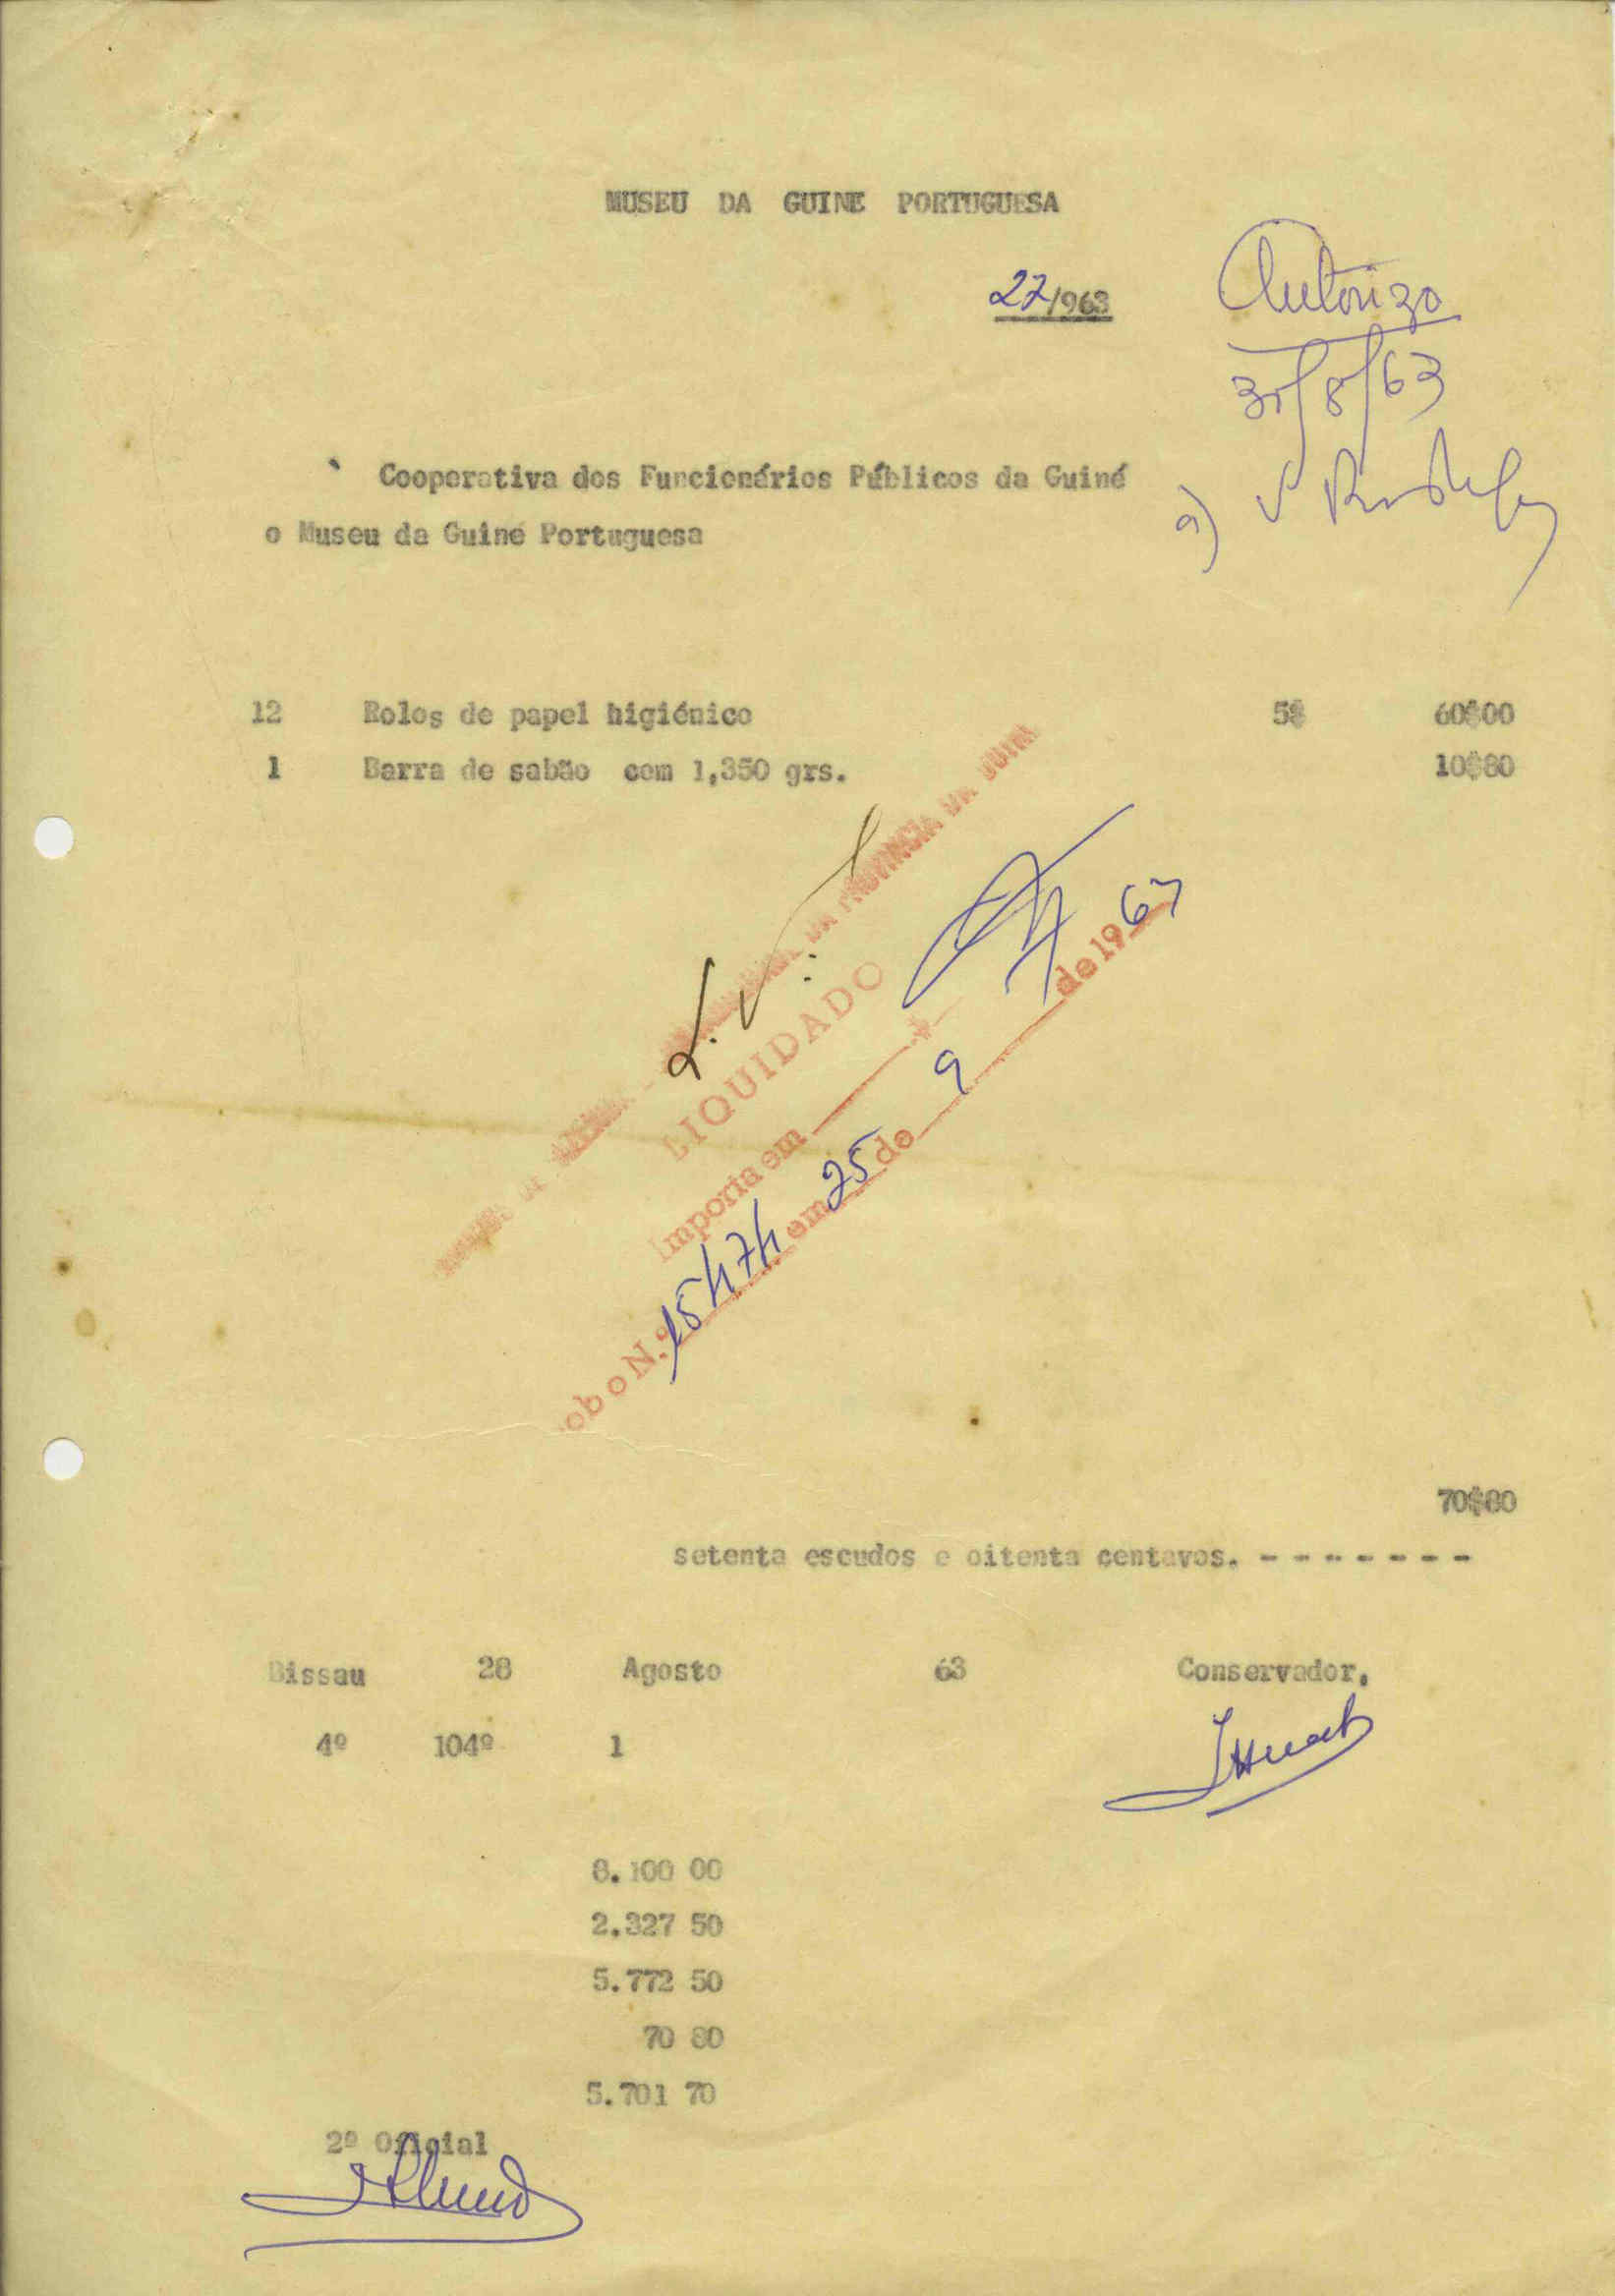 MUSEU DA GUINÉ PORTUGUESA
27/963
Autorizo
31/8/63
a)
Cooperativa dos Funcionários Públicos da Guiné
o Museu da Guiné Portuguesa
12 Rolos de papel higiénico 5$ 60$00
1 Barra de sabão com 1,350 grs. 10$80
PROVINCIA DA GUINÉ
LIQUIDADO
Importa em $
N.º 15474 em 25 de 9 de 1963
70$80
setenta escudos e oitenta centavos. - - - - - - -
Bissau 28 Agosto 63 Conservador,
4º 104º 1
8.100 00
2.327 50
5.772 50
70 80
5.701 70
2º Oficial